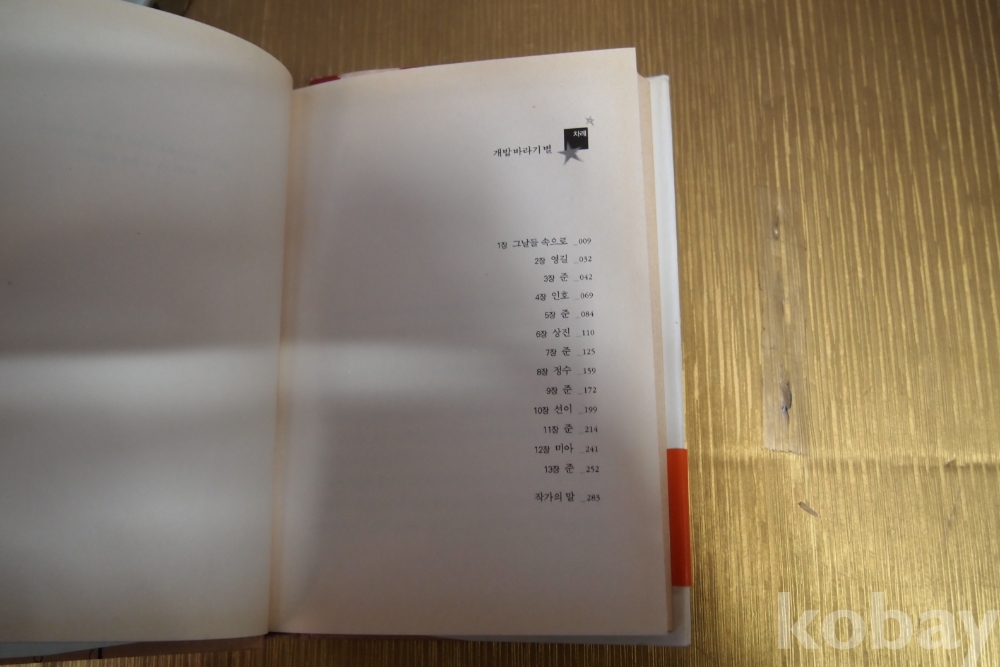 차례
개밥바라기별
1장 그날들 속으로 _009
2장 영길 _032
3장 준 _042
4장 인호 _069
5장 준 _084
6장 상진 _110
7장 준 _125
8장 정수 _159
9장 준 _172
10장 선이 _199
11장 준 _214
12장 미아 _241
13장 준 _252
작가의 말 _283
kobay